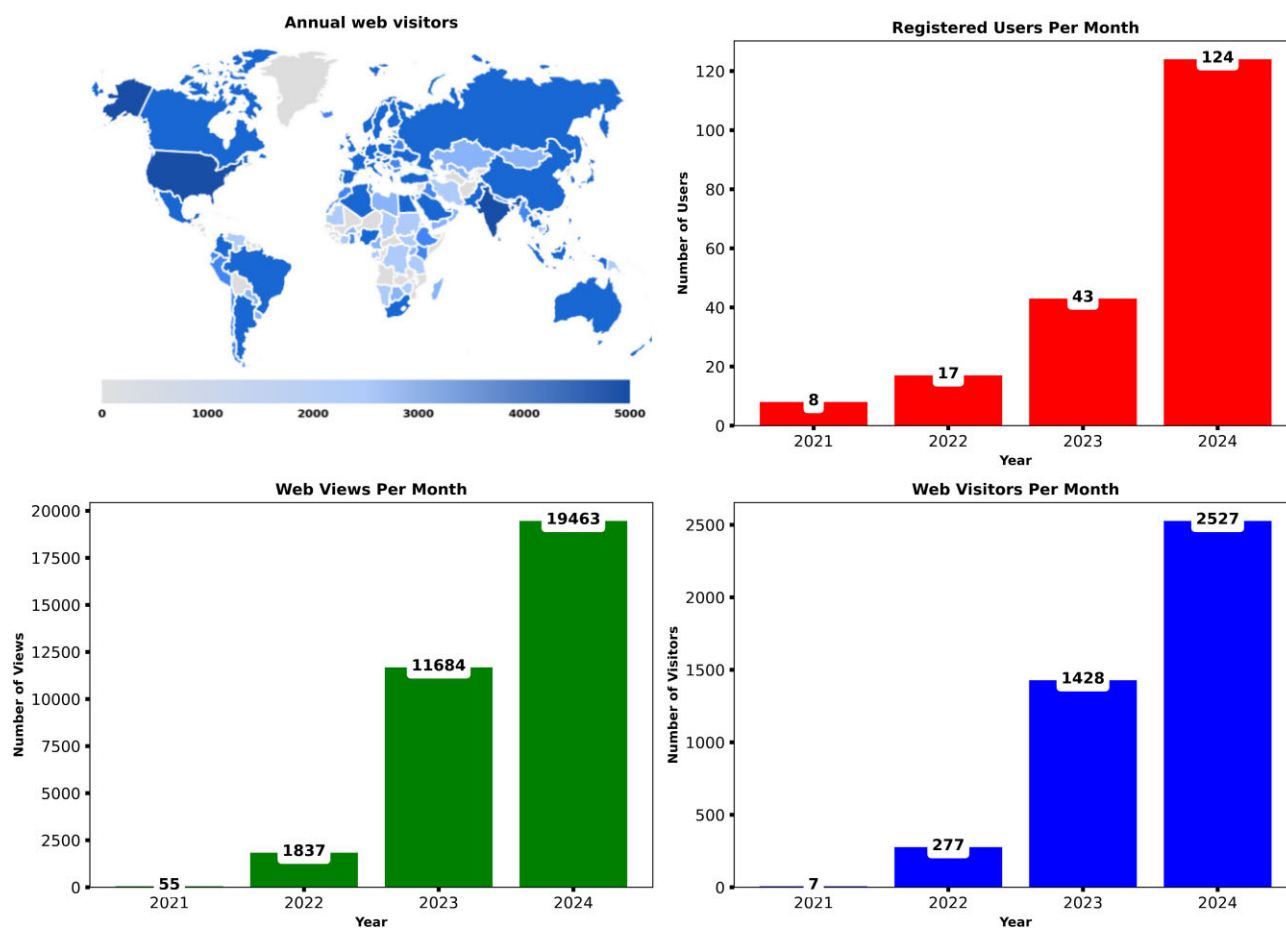 Annual web visitors
0 1000 2000 3000 4000 5000
Registered Users Per Month
Number of Users
120
100
80
60
40
20
0
124
43
17
8
2021 2022 2023 2024
Year
Web Views Per Month
Number of Views
20000
17500
15000
12500
10000
7500
5000
2500
0
19463
11684
1837
55
2021 2022 2023 2024
Year
Web Visitors Per Month
Number of Visitors
2500
2000
1500
1000
500
0
2527
1428
277
7
2021 2022 2023 2024
Year